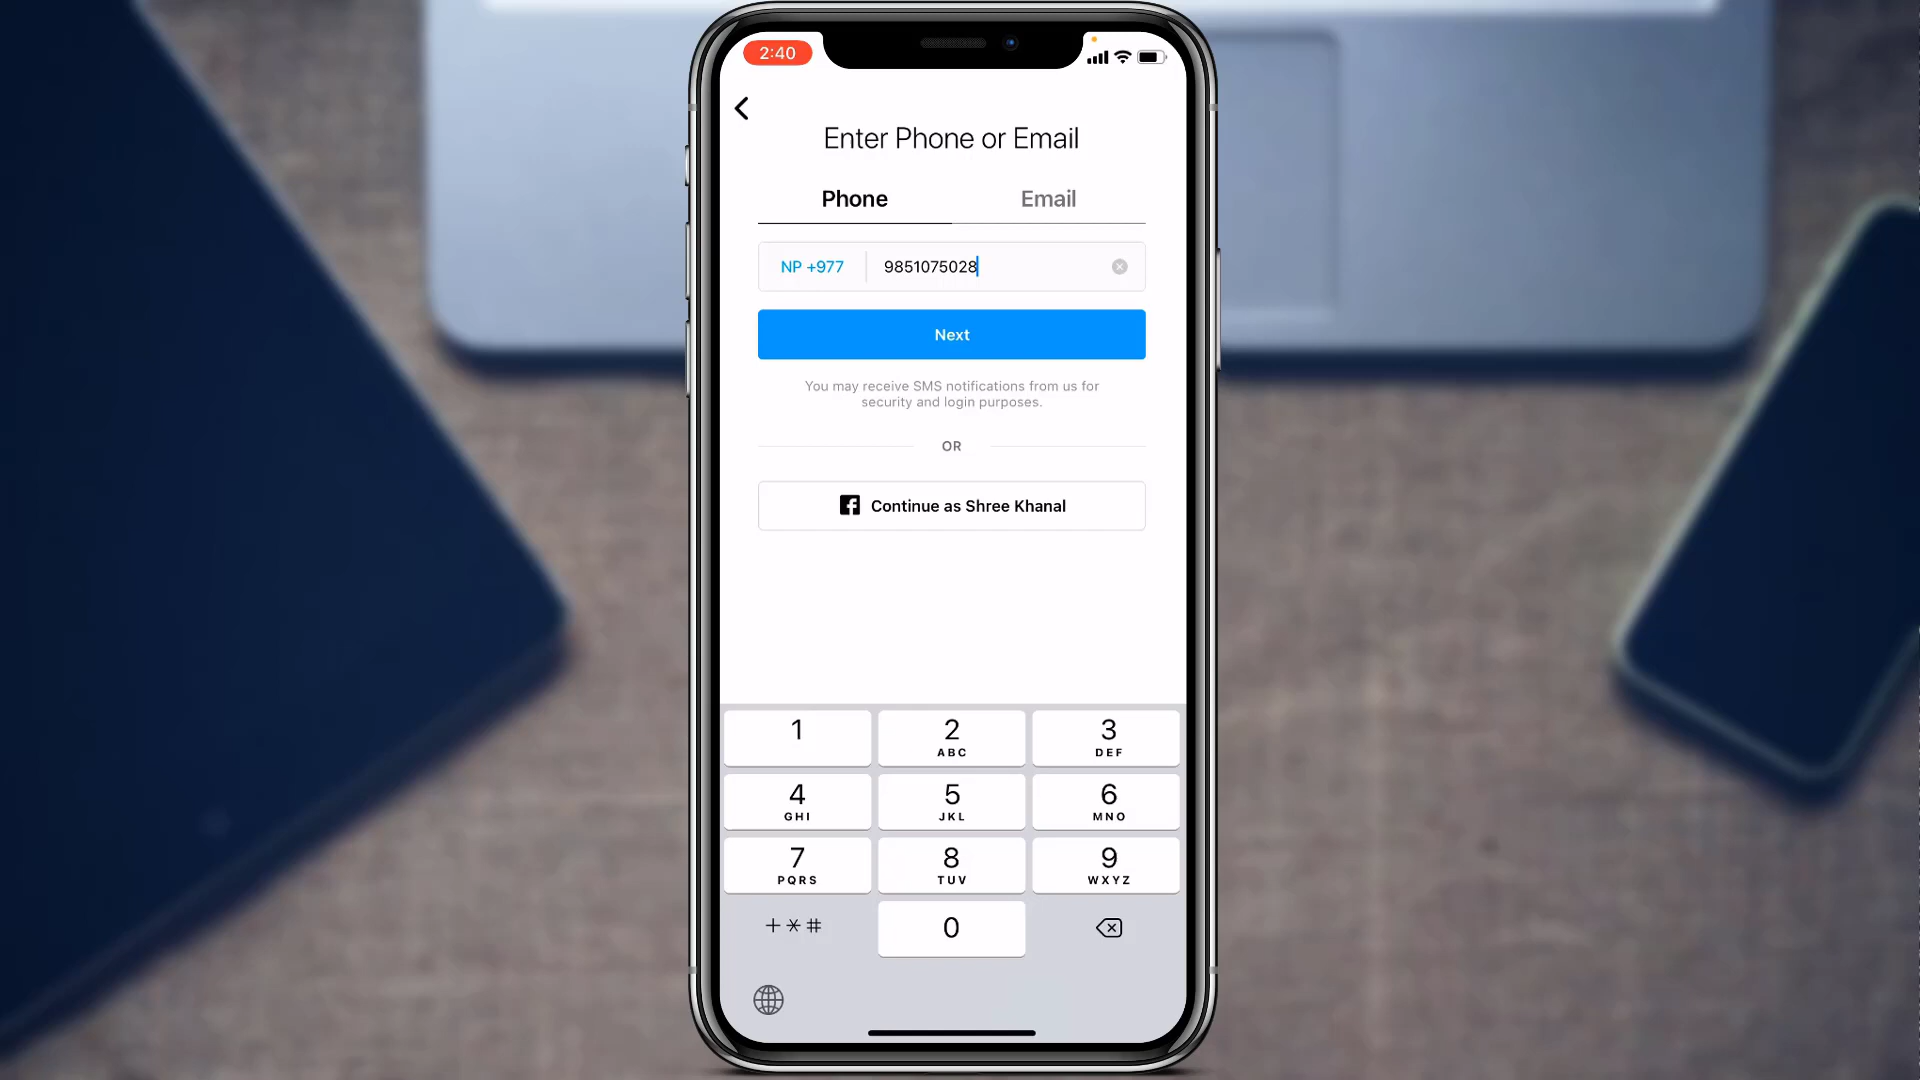 2:40
Enter Phone or Email
Phone Email
NP +977 9851075028
Next
You may receive SMS notifications from us for
security and login purposes.
OR
Continue as Shree Khanal
1 2 3
ABC DEF
4 5 6
GHI JKL MNO
7 8 9
PQRS TUV WXYZ
+*# 0